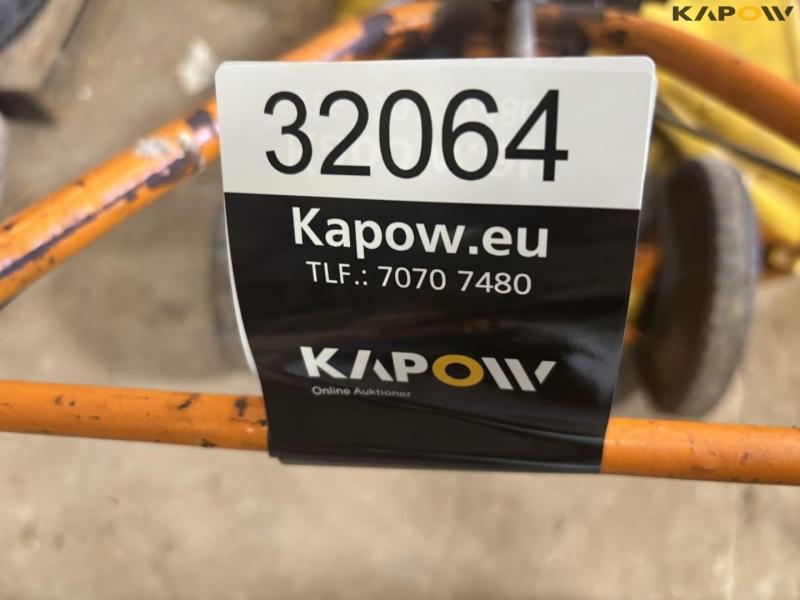 KAPOW
32064
Kapow.eu
TLF.: 7070 7480
KAPOW
Online Auktioner